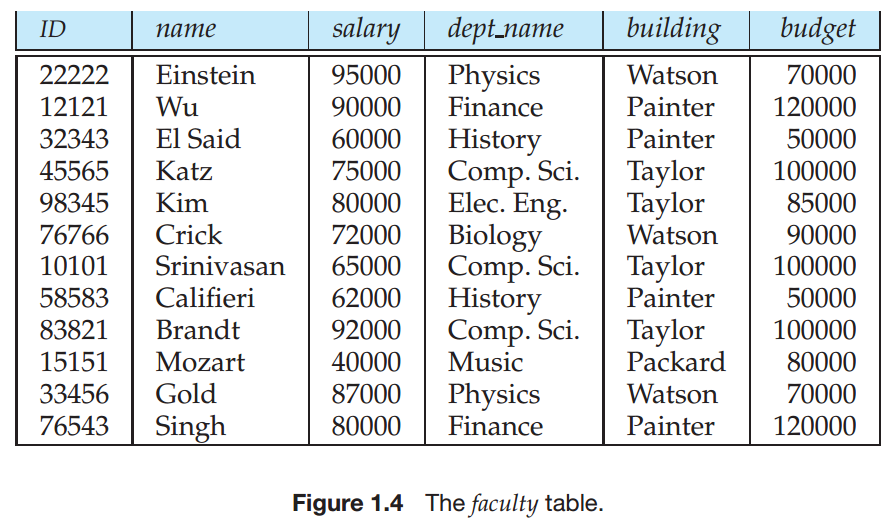 ID name salary dept_name building budget
22222 Einstein 95000 Physics Watson 70000
12121 Wu 90000 Finance Painter 120000
32343 El Said 60000 History Painter 50000
45565 Katz 75000 Comp. Sci. Taylor 100000
98345 Kim 80000 Elec. Eng. Taylor 85000
76766 Crick 72000 Biology Watson 90000
10101 Srinivasan 65000 Comp. Sci. Taylor 100000
58583 Califieri 62000 History Painter 50000
83821 Brandt 92000 Comp. Sci. Taylor 100000
15151 Mozart 40000 Music Packard 80000
33456 Gold 87000 Physics Watson 70000
76543 Singh 80000 Finance Painter 120000
Figure 1.4 The faculty table.